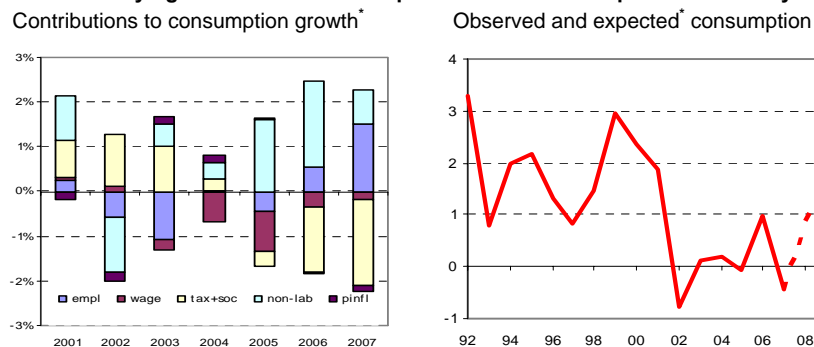 Contributions to consumption growth*
3%
2%
1%
0%
-1%
-2%
-3%
empl wage tax+soc non-lab pinfl
2001 2002 2003 2004 2005 2006 2007
Observed and expected* consumption
4
3
2
1
0
-1
92 94 96 98 00 02 04 06 08